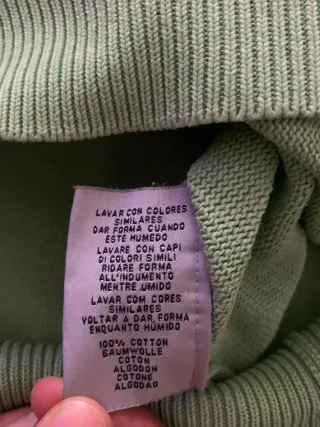 LAVAR CON COLORES
SIMILARES
DAR FORMA CUANDO
ESTE HUMEDO
LAVARE CON CAPI
DI COLORI SIMILI
RIDARE FORMA
ALL'INDUMENTO
MENTRE UMIDO
LAVAR COM CORES
SIMILARES
VOLTAR A DAR FORMA
ENQUANTO HÚMIDO
100% COTTON
BAUMWOLLE
COTON
ALGODON
COTONE
ALGODAO